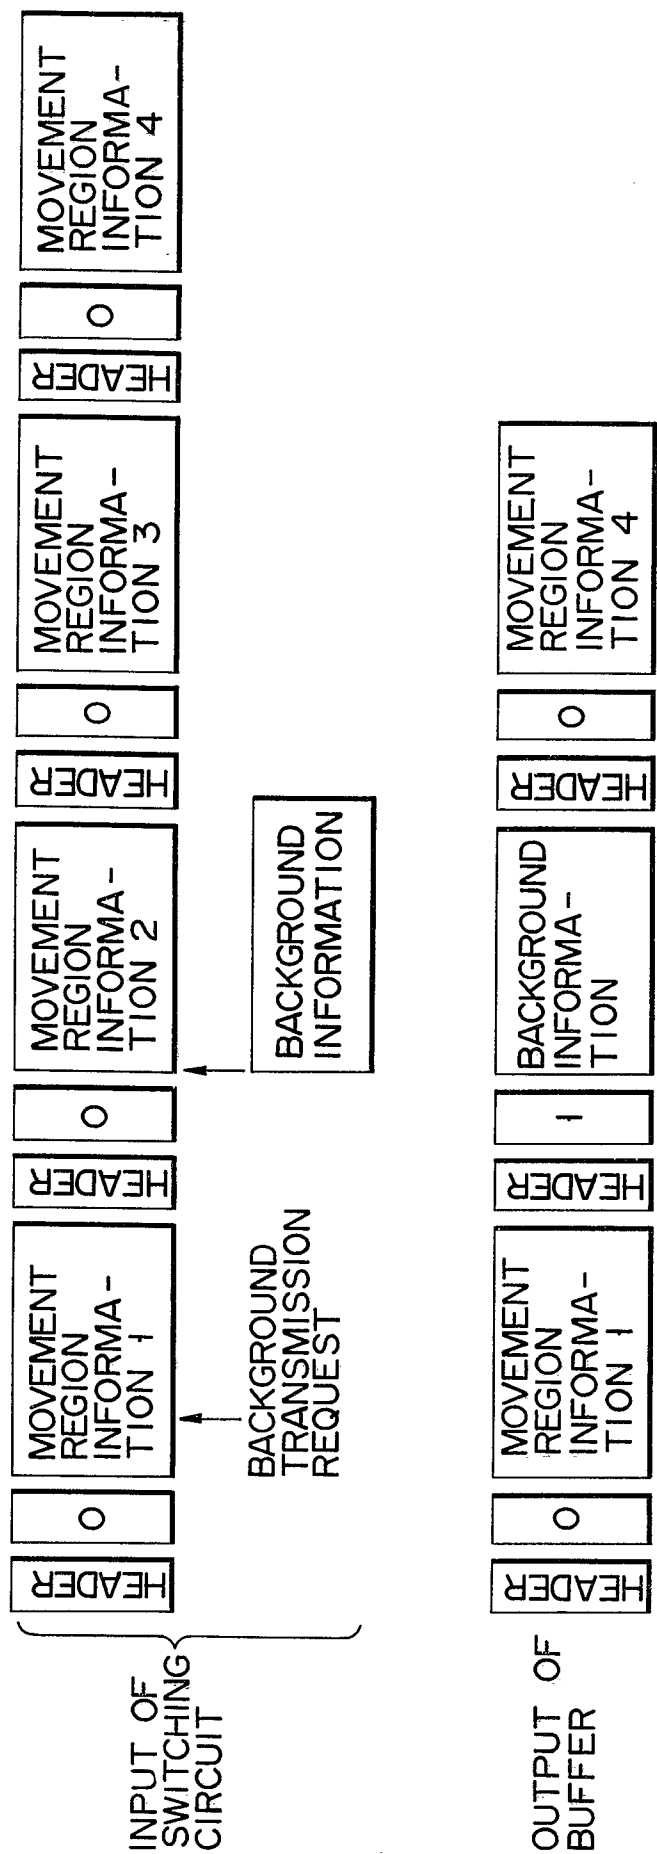 INPUT OF
SWITCHING
CIRCUIT
HEADER
0
MOVEMENT
REGION
INFORMA-
TION 1
HEADER
0
MOVEMENT
REGION
INFORMA-
TION 2
HEADER
0
MOVEMENT
REGION
INFORMA-
TION 3
HEADER
0
MOVEMENT
REGION
INFORMA-
TION 4
BACKGROUND
TRANSMISSION
REQUEST
BACKGROUND
INFORMATION
OUTPUT OF
BUFFER
HEADER
0
MOVEMENT
REGION
INFORMA-
TION 1
HEADER
1
BACKGROUND
INFORMA-
TION
HEADER
0
MOVEMENT
REGION
INFORMA-
TION 4